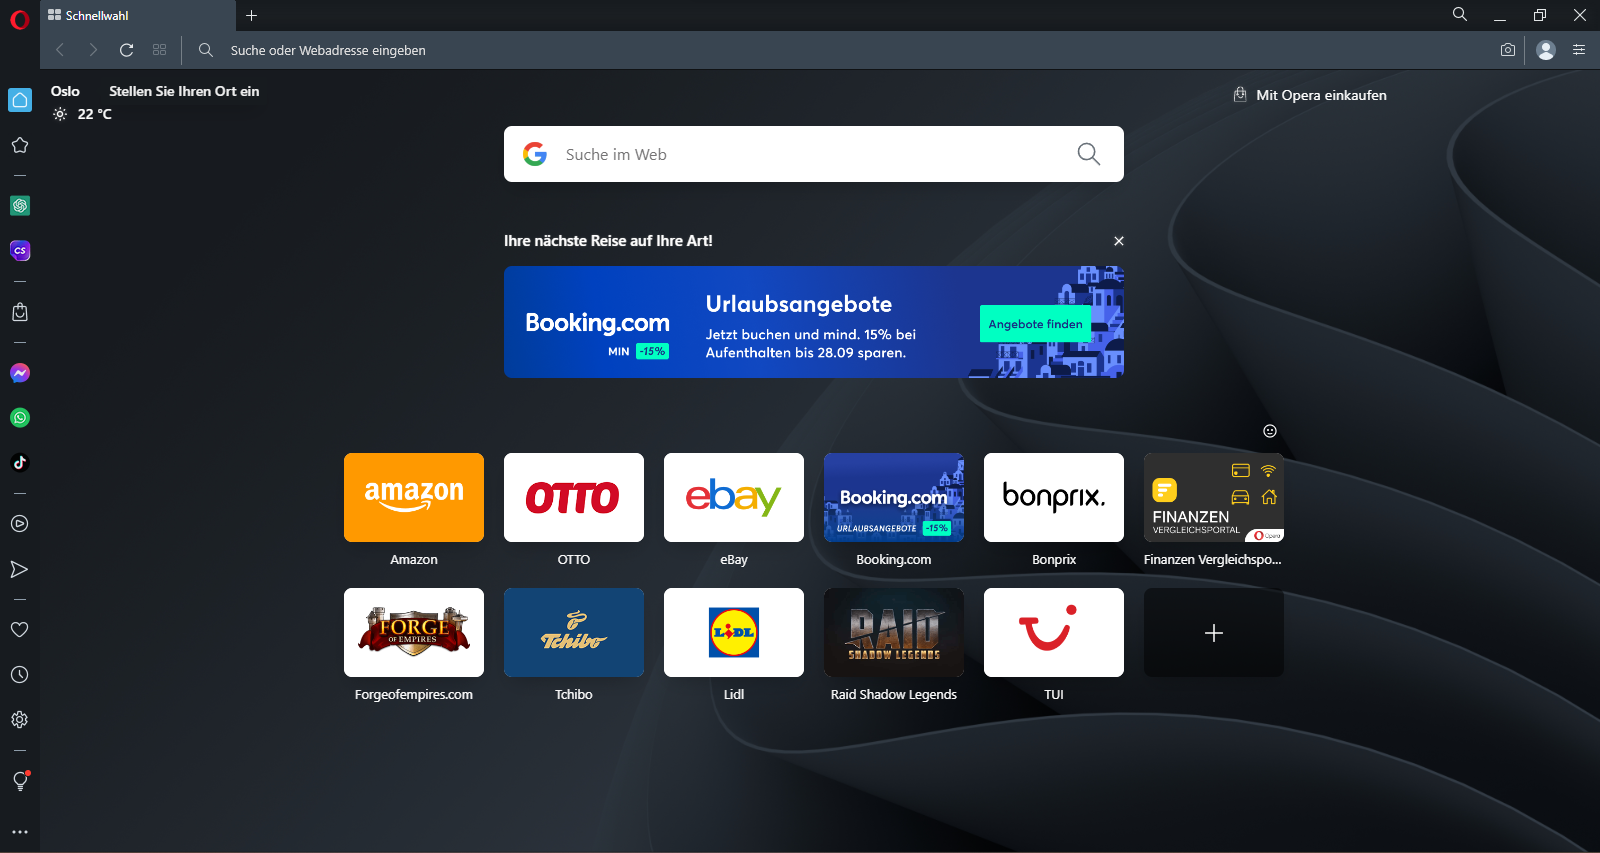 Schnellwahl
Suche oder Webadresse eingeben
Oslo Stellen Sie Ihren Ort ein
22 °C
Mit Opera einkaufen
Suche im Web
Ihre nächste Reise auf Ihre Art!
Booking.com
MIN -15%
Urlaubsangebote
Jetzt buchen und mind. 15% bei
Aufenthalten bis 28.09 sparen.
Angebote finden
CS
amazon
OTTO
ebay
Booking.com
URLAUBSANGEBOTE -15%
bonprix.
FINANZEN
VERGLEICHSPORTAL
Opera
Amazon
OTTO
eBay
Booking.com
Bonprix
Finanzen Vergleichspo...
FORGE
OF EMPIRES
Tchibo
LIDL
RAID
SHADOW LEGENDS
Forgeofempires.com
Tchibo
Lidl
Raid Shadow Legends
TUI